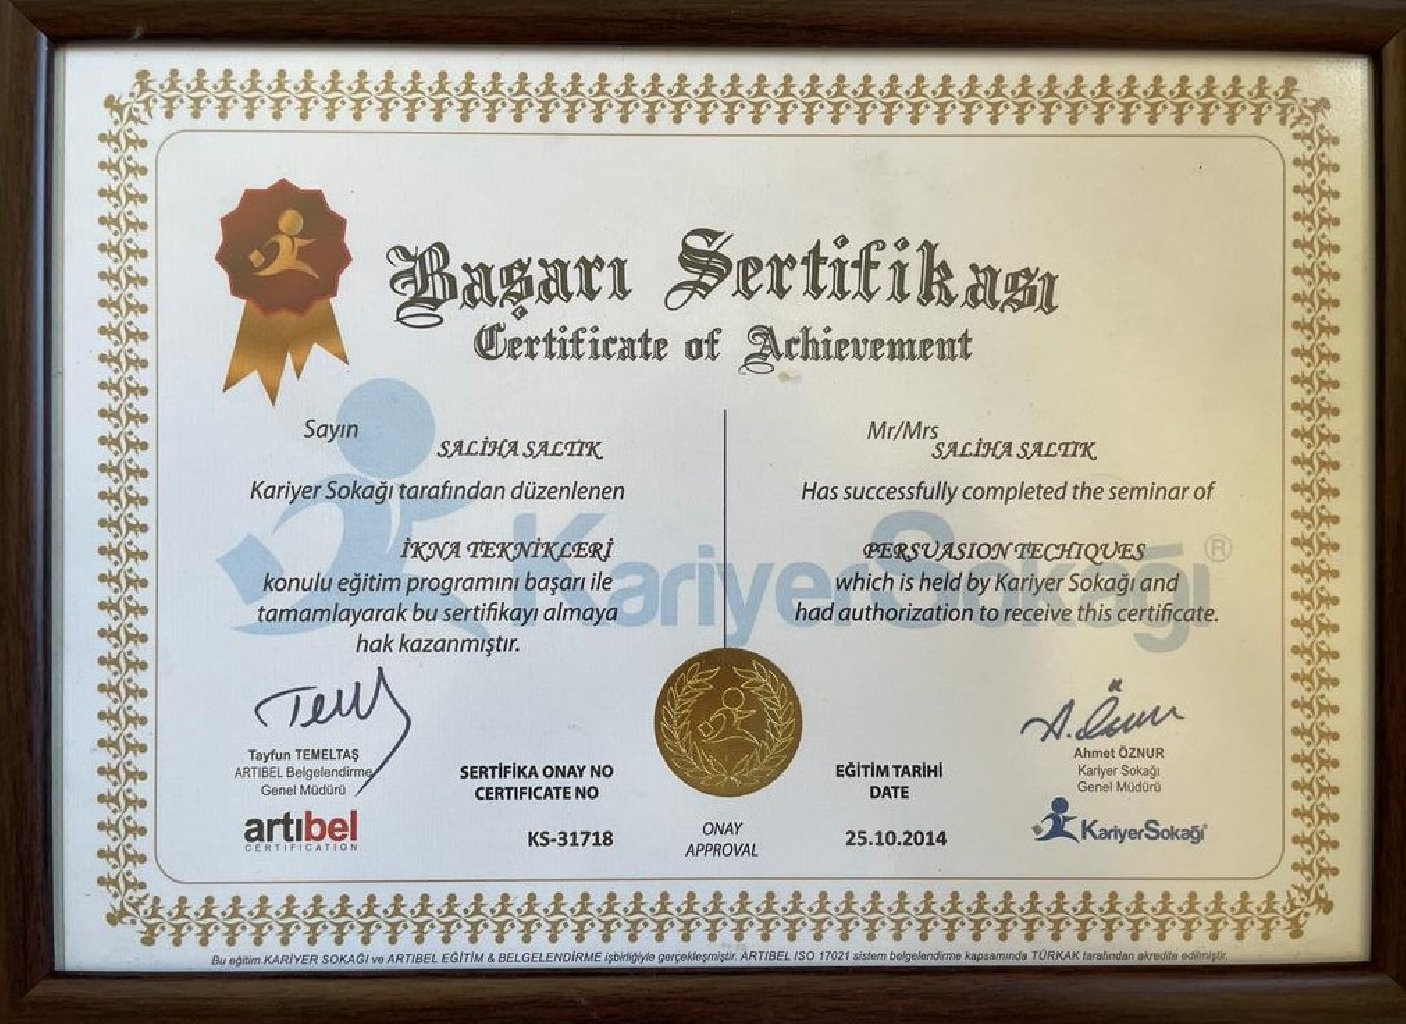 Başarı Sertifikası
Certificate of Achievement
Sayın
SALİHA SALTIK
Kariyer Sokağı tarafından düzenlenen
İKNA TEKNİKLERİ
konulu eğitim programını başarı ile
tamamlayarak bu sertifikayı almaya
hak kazanmıştır.
Mr/Mrs
SALİHA SALTIK
Has successfully completed the seminar of
PERSUASION TECHIQUES
which is held by Kariyer Sokağı and
had authorization to receive this certificate.
KariyerSokağı®
Tayfun TEMELTAŞ
ARTIBEL Belgelendirme
Genel Müdürü
artıbel
CERTIFICATION
SERTİFİKA ONAY NO
CERTIFICATE NO
KS-31718
ONAY
APPROVAL
EĞİTİM TARİHİ
DATE
25.10.2014
A. Öznur
Ahmet ÖZNUR
Kariyer Sokağı
Genel Müdürü
KariyerSokağı®
Bu eğitim KARİYER SOKAĞI ve ARTIBEL EĞİTİM & BELGELENDİRME işbirliğiyle gerçekleşmiştir. ARTIBEL ISO 17021 sistem belgelendirme kapsamında TÜRKAK tarafından akredite edilmiştir.